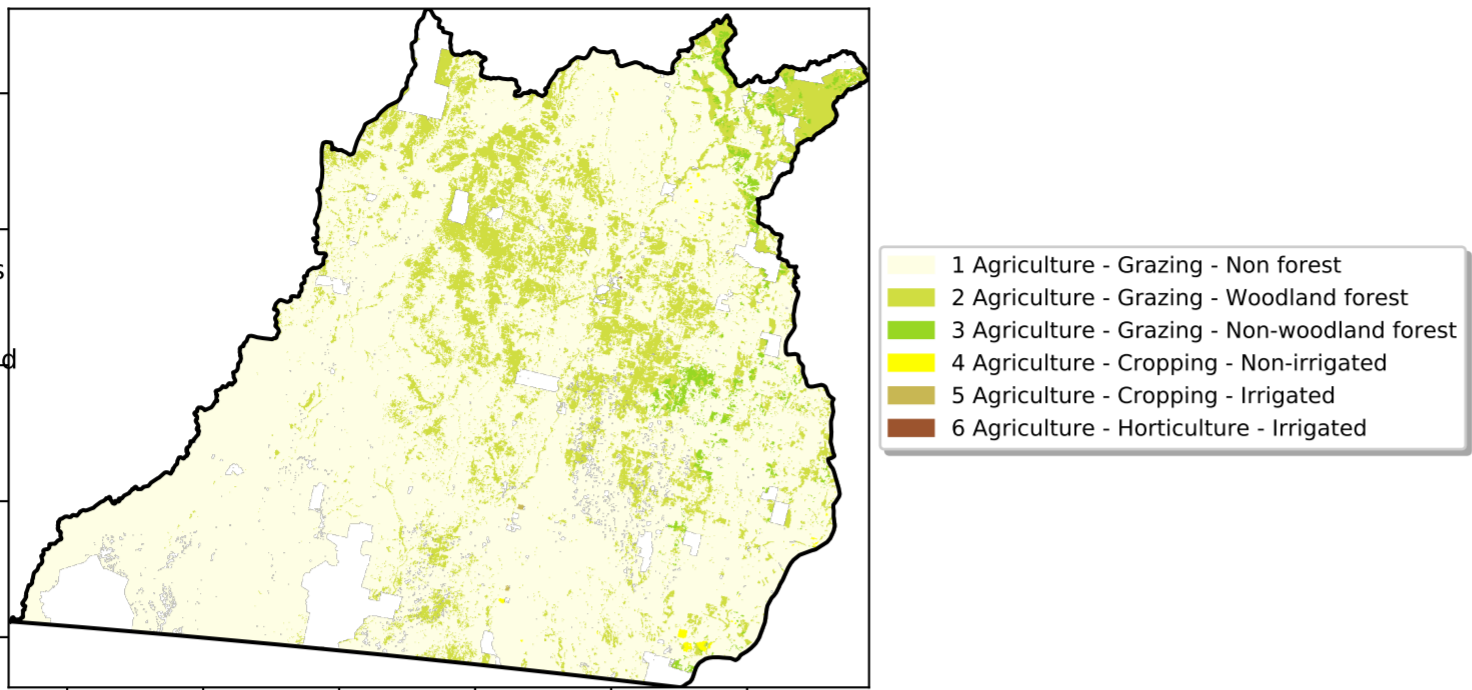 s
d
1 Agriculture - Grazing - Non forest
2 Agriculture - Grazing - Woodland forest
3 Agriculture - Grazing - Non-woodland forest
4 Agriculture - Cropping - Non-irrigated
5 Agriculture - Cropping - Irrigated
6 Agriculture - Horticulture - Irrigated